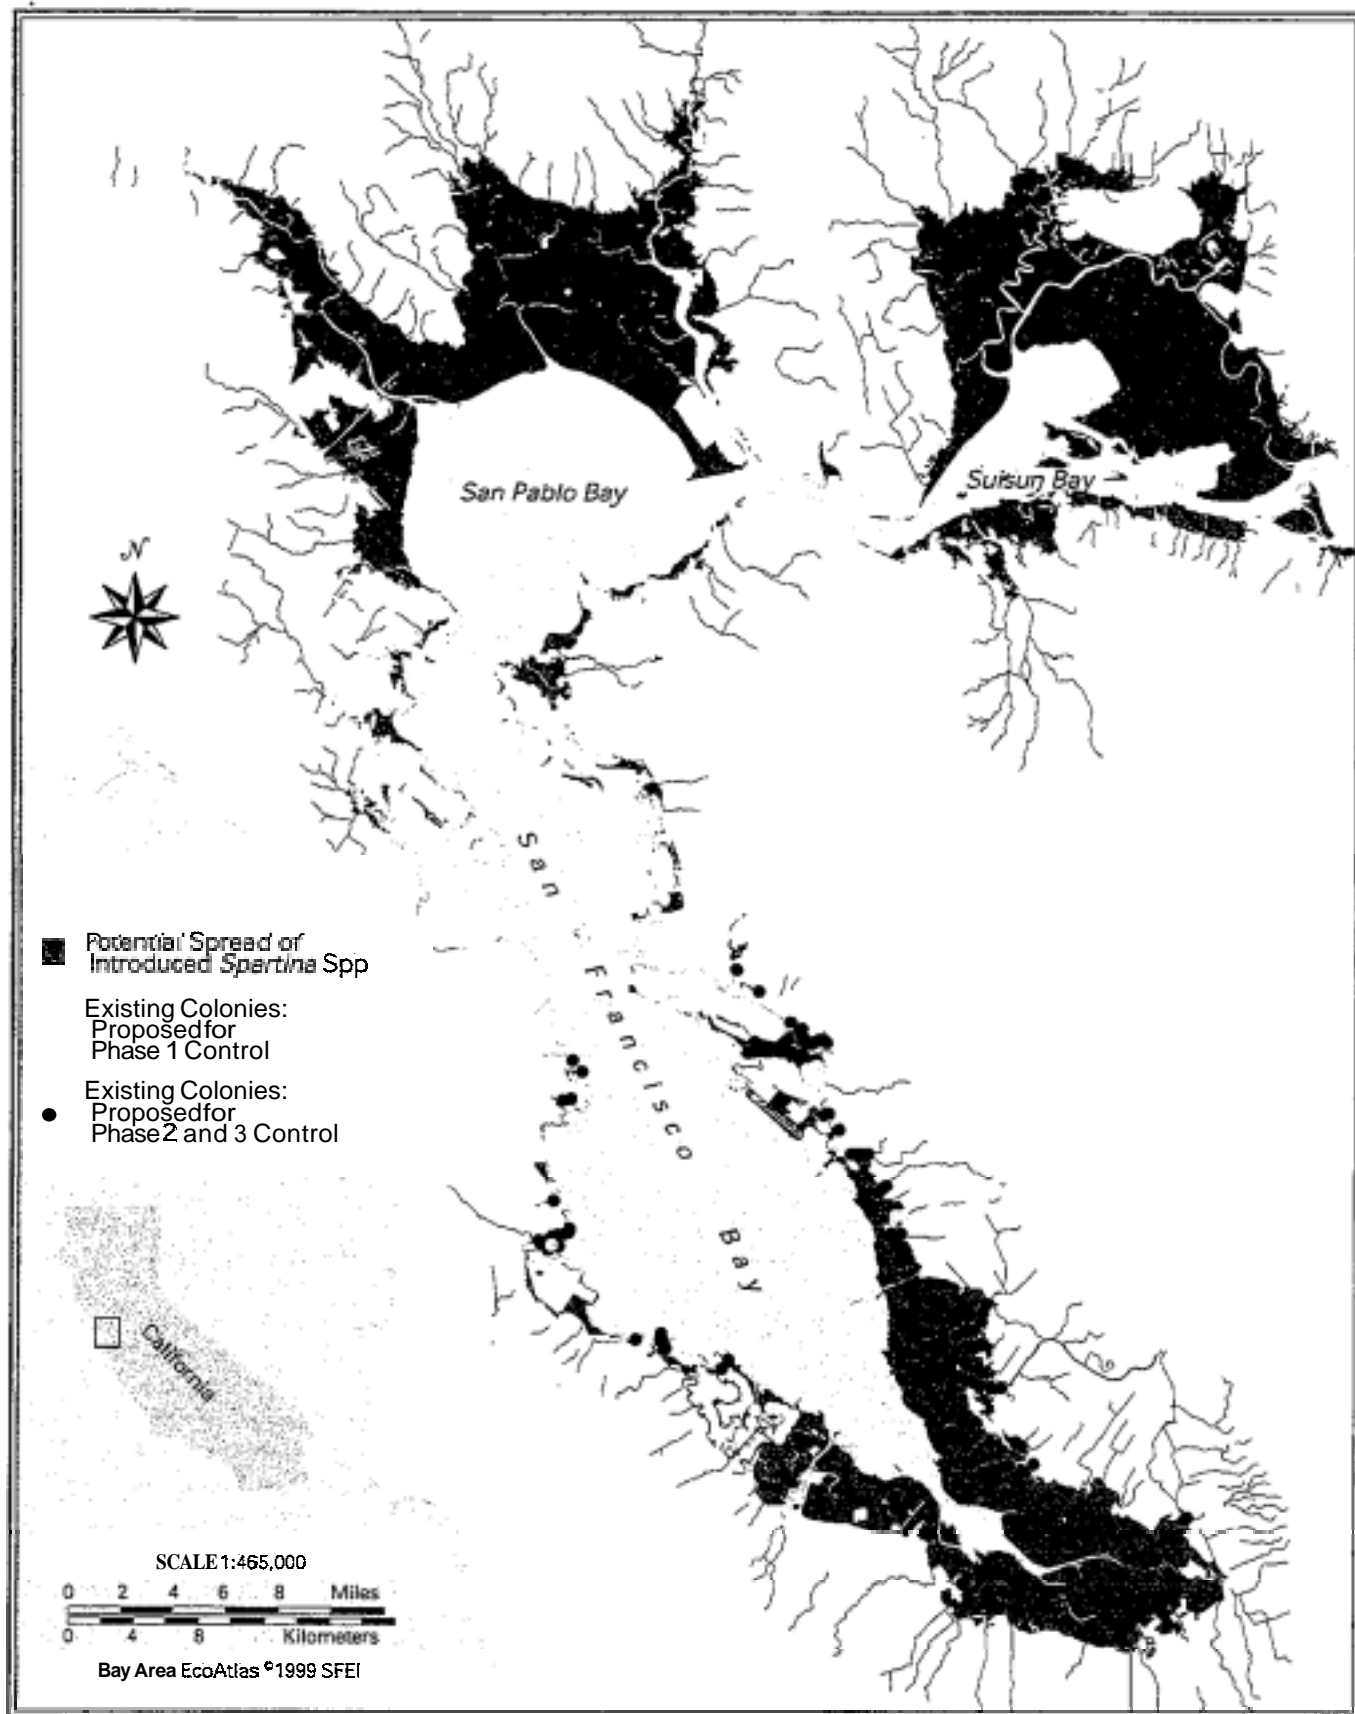 N
San Pablo Bay
Suisun Bay
San Francisco Bay
Potential Spread of
Introduced Spartina Spp
Existing Colonies:
Proposed for
Phase 1 Control
Existing Colonies:
Proposed for
Phase 2 and 3 Control
California
SCALE 1:465,000
0 2 4 6 8 Miles
0 4 8 Kilometers
Bay Area EcoAtlas ©1999 SFEI